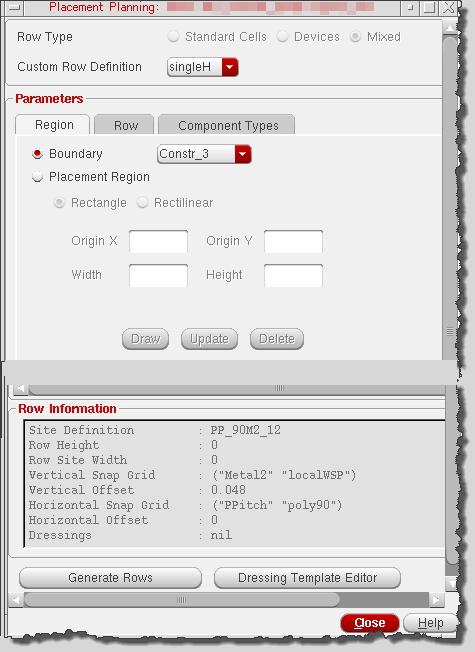 Placement Planning:
Row Type Standard Cells Devices Mixed
Custom Row Definition singleH
Parameters
Region Row Component Types
Boundary Constr_3
Placement Region
Rectangle Rectilinear
Origin X Origin Y
Width Height
Draw Update Delete
Row Information
Site Definition : PP_90M2_12
Row Height : 0
Row Site Width : 0
Vertical Snap Grid : ("Metal2" "localWSP")
Vertical Offset : 0.048
Horizontal Snap Grid : ("PPitch" "poly90")
Horizontal Offset : 0
Dressings : nil
Generate Rows Dressing Template Editor
Close Help